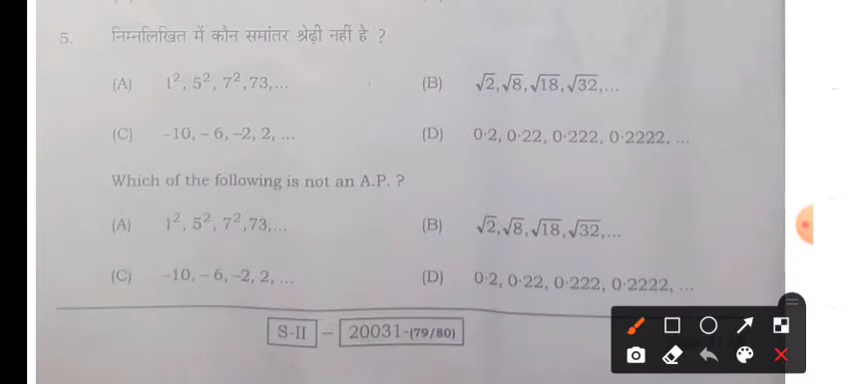 5. निम्नलिखित में कौन समांतर श्रेढ़ी नहीं है ?
(A) 1², 5², 7², 73,... (B) √2, √8, √18, √32,...
(C) –10, – 6, –2, 2, ... (D) 0·2, 0·22, 0·222, 0·2222, ...
Which of the following is not an A.P. ?
(A) 1², 5², 7², 73,... (B) √2, √8, √18, √32,...
(C) –10, – 6, –2, 2, ... (D) 0·2, 0·22, 0·222, 0·2222, ...
S-II – 20031-(79/80)